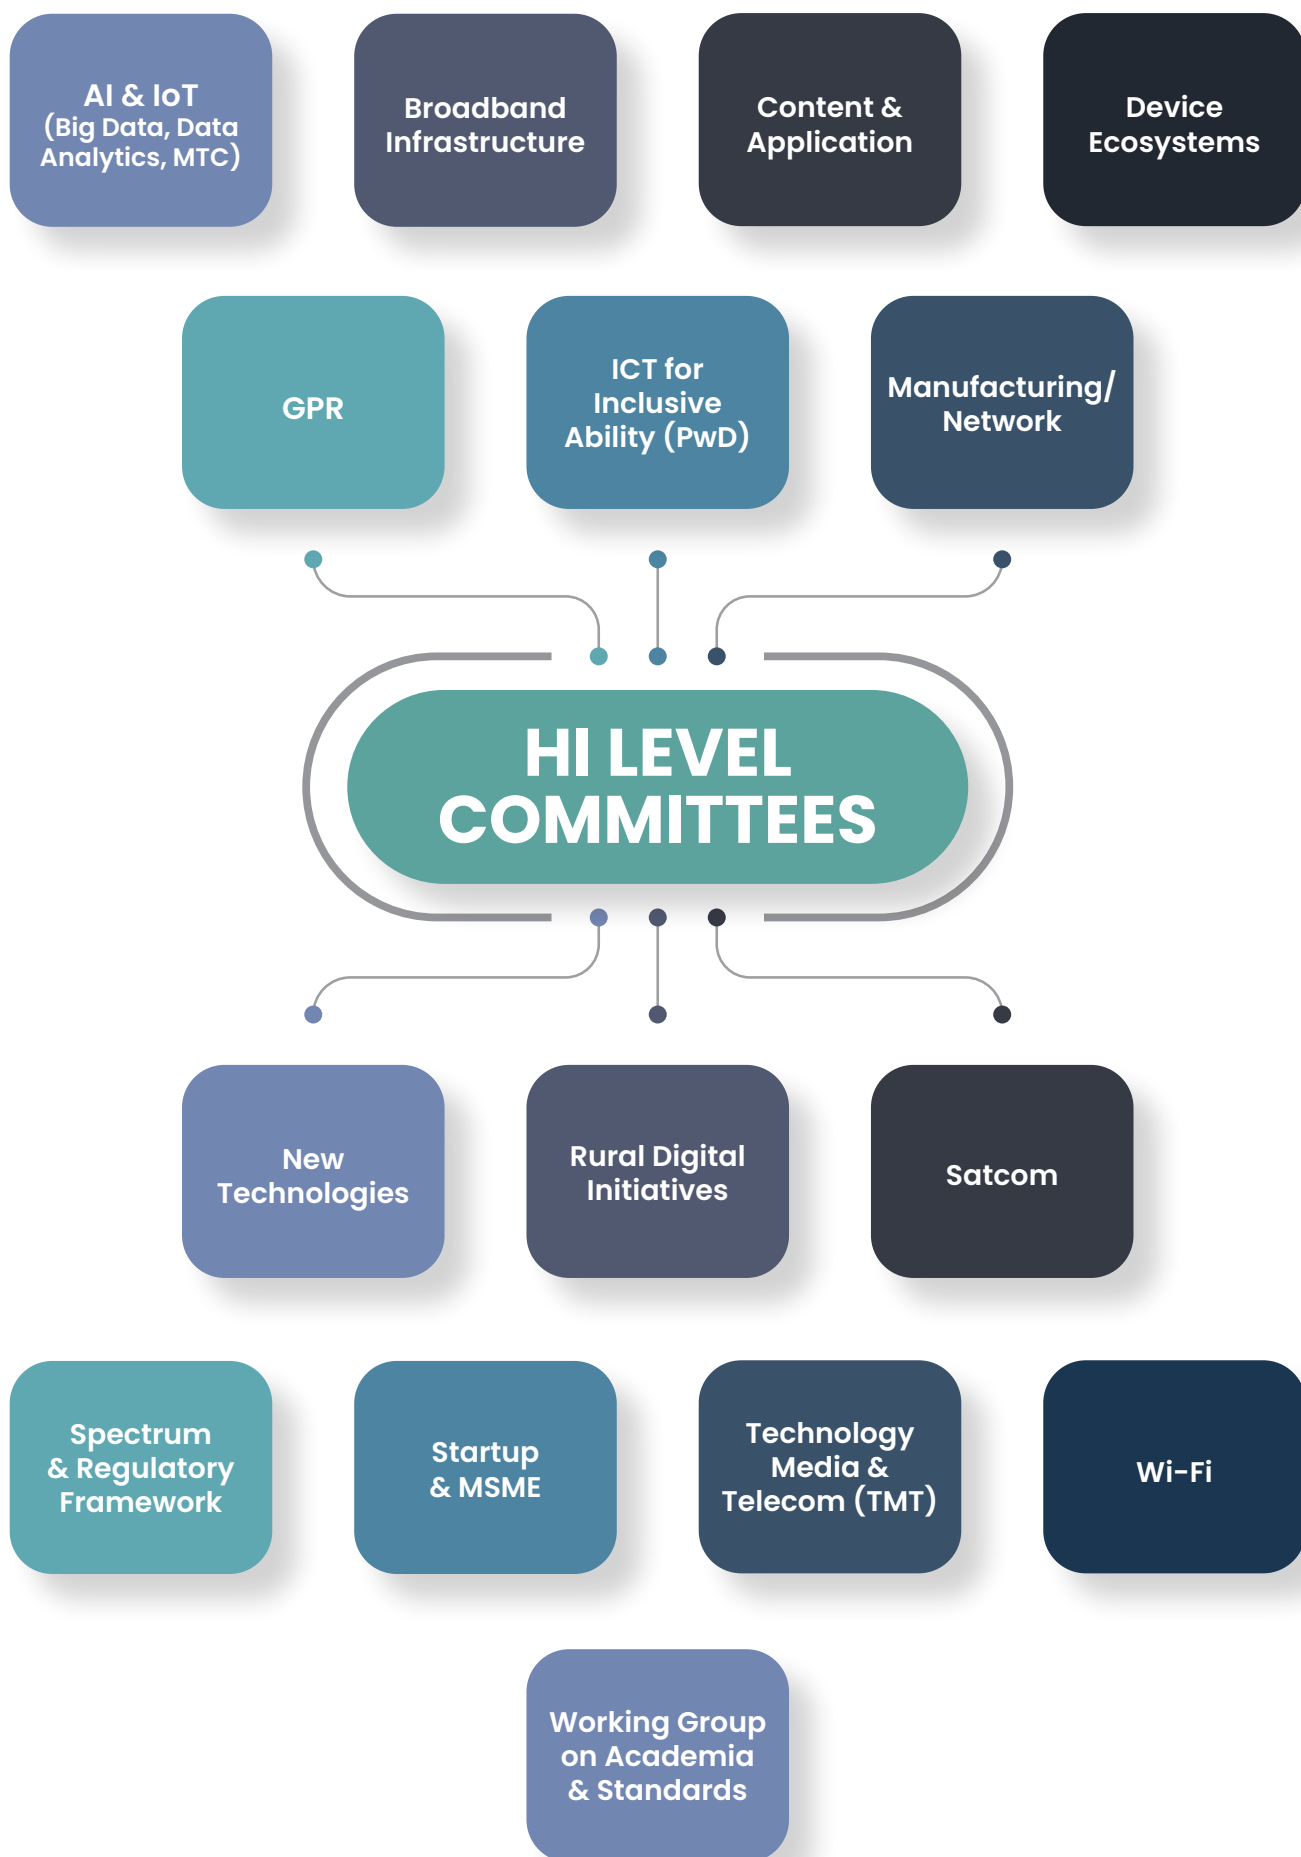 AI & IoT
(Big Data, Data
Analytics, MTC)
Broadband
Infrastructure
Content &
Application
Device
Ecosystems
GPR
ICT for
Inclusive
Ability (PwD)
Manufacturing/
Network
HI LEVEL
COMMITTEES
New
Technologies
Rural Digital
Initiatives
Satcom
Spectrum
& Regulatory
Framework
Startup
& MSME
Technology
Media &
Telecom (TMT)
Wi-Fi
Working Group
on Academia
& Standards